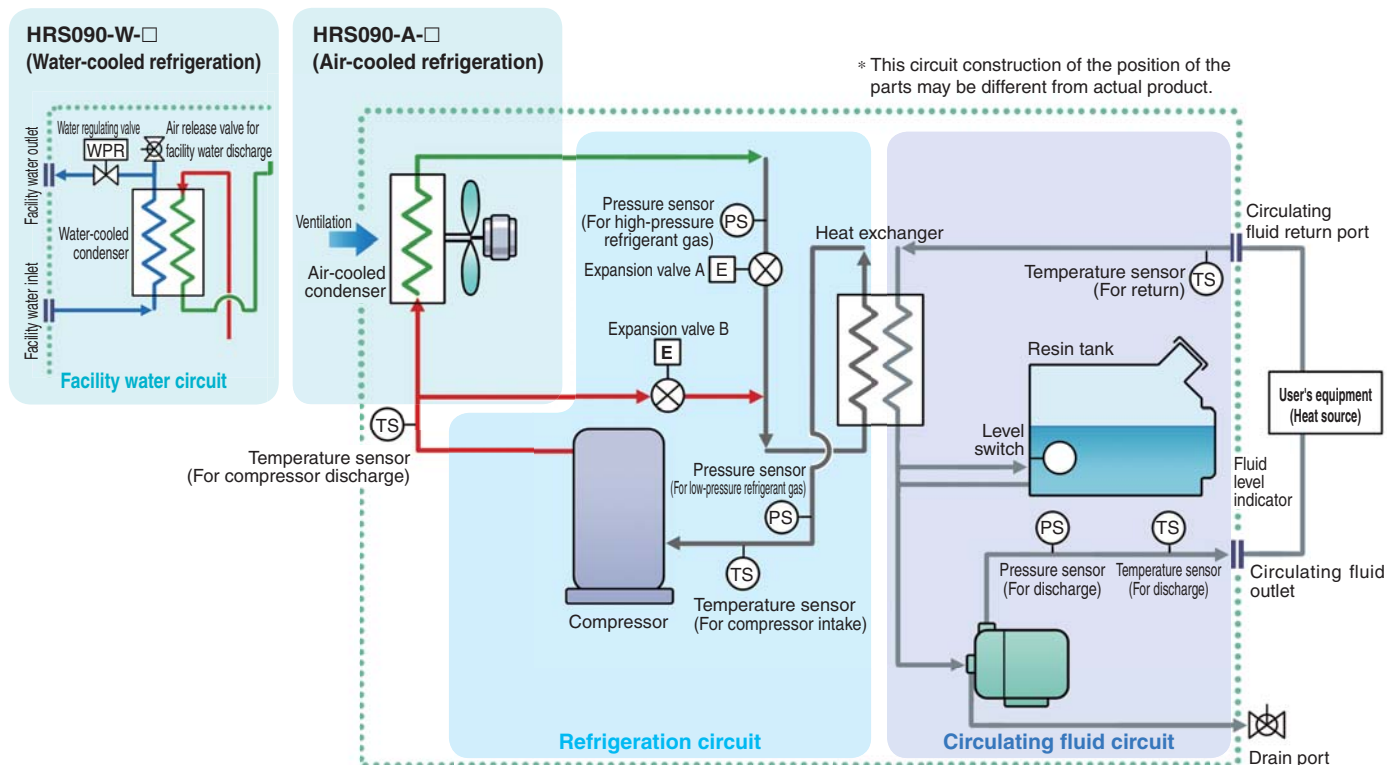 HRS090-W-□
(Water-cooled refrigeration)
Facility water outlet
Water regulating valve
WPR
Air release valve for
facility water discharge
Water-cooled
condenser
Facility water inlet
Facility water circuit
HRS090-A-□
(Air-cooled refrigeration)
Ventilation
Air-cooled
condenser
* This circuit construction of the position of the
parts may be different from actual product.
Pressure sensor
(For high-pressure
refrigerant gas)
PS
Expansion valve A
E
Expansion valve B
E
Heat exchanger
TS
Temperature sensor
(For compressor discharge)
Compressor
Pressure sensor
(For low-pressure refrigerant gas)
PS
TS
Temperature sensor
(For compressor intake)
Refrigeration circuit
Circulating
fluid return port
Temperature sensor
(For return)
TS
Resin tank
Level
switch
Fluid
level
indicator
User's equipment
(Heat source)
PS
TS
Pressure sensor
(For discharge)
Temperature sensor
(For discharge)
Circulating fluid
outlet
Circulating fluid circuit
Drain port